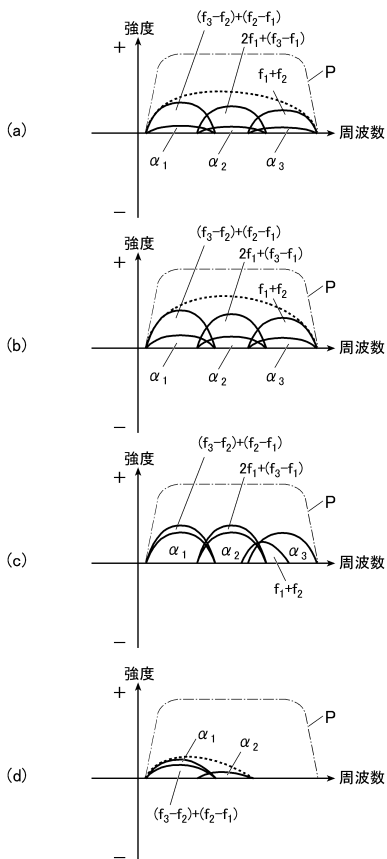 強度
+
(f₃−f₂)+(f₂−f₁)
2f₁+(f₃−f₁)
f₁+f₂
P
(a)
周波数
α₁
α₂
α₃
−
強度
+
(f₃−f₂)+(f₂−f₁)
2f₁+(f₃−f₁)
f₁+f₂
P
(b)
周波数
α₁
α₂
α₃
−
強度
+
(f₃−f₂)+(f₂−f₁)
2f₁+(f₃−f₁)
P
(c)
α₁
α₂
α₃
周波数
f₁+f₂
−
強度
+
P
α₁
α₂
(d)
周波数
(f₃−f₂)+(f₂−f₁)
−